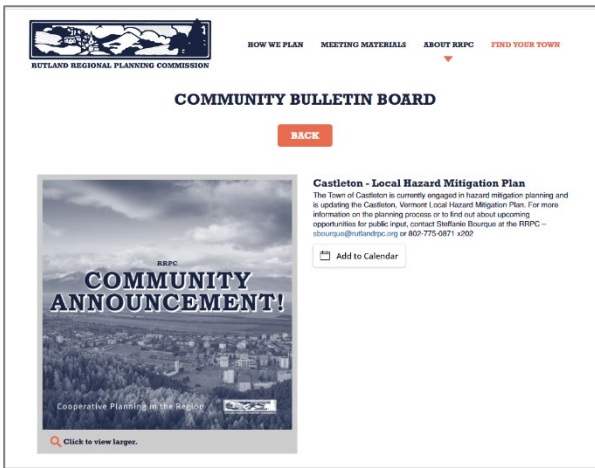 RUTLAND REGIONAL PLANNING COMMISSION
HOW WE PLAN
MEETING MATERIALS
ABOUT RRPC
FIND YOUR TOWN
COMMUNITY BULLETIN BOARD
BACK
RRPC
COMMUNITY
ANNOUNCEMENT!
Cooperative Planning in the Region
Click to view larger.
Castleton - Local Hazard Mitigation Plan
The Town of Castleton is currently engaged in hazard mitigation planning and
is updating the Castleton, Vermont Local Hazard Mitigation Plan. For more
information on the planning process or to find out about upcoming
opportunities for public input, contact Steffanie Bourque at the RRPC –
sbourque@rutlandrpc.org or 802-775-0871 x202
Add to Calendar